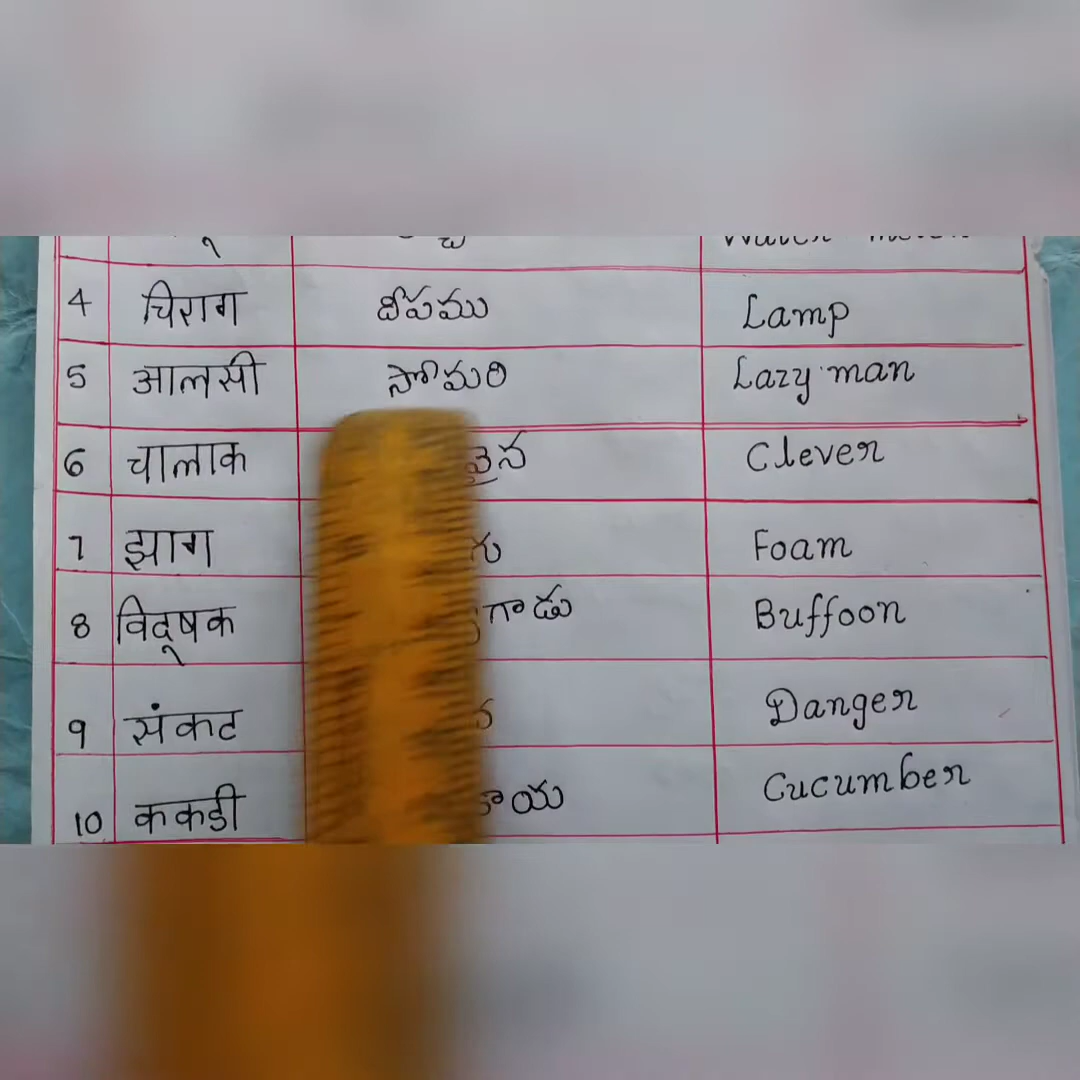 4 चिराग దీపము Lamp
5 आलसी సోమరి Lazy man
6 चालाक Clever
7 झाग Foam
8 विदूषक Buffoon
9 संकट Danger
10 ककडी Cucumber